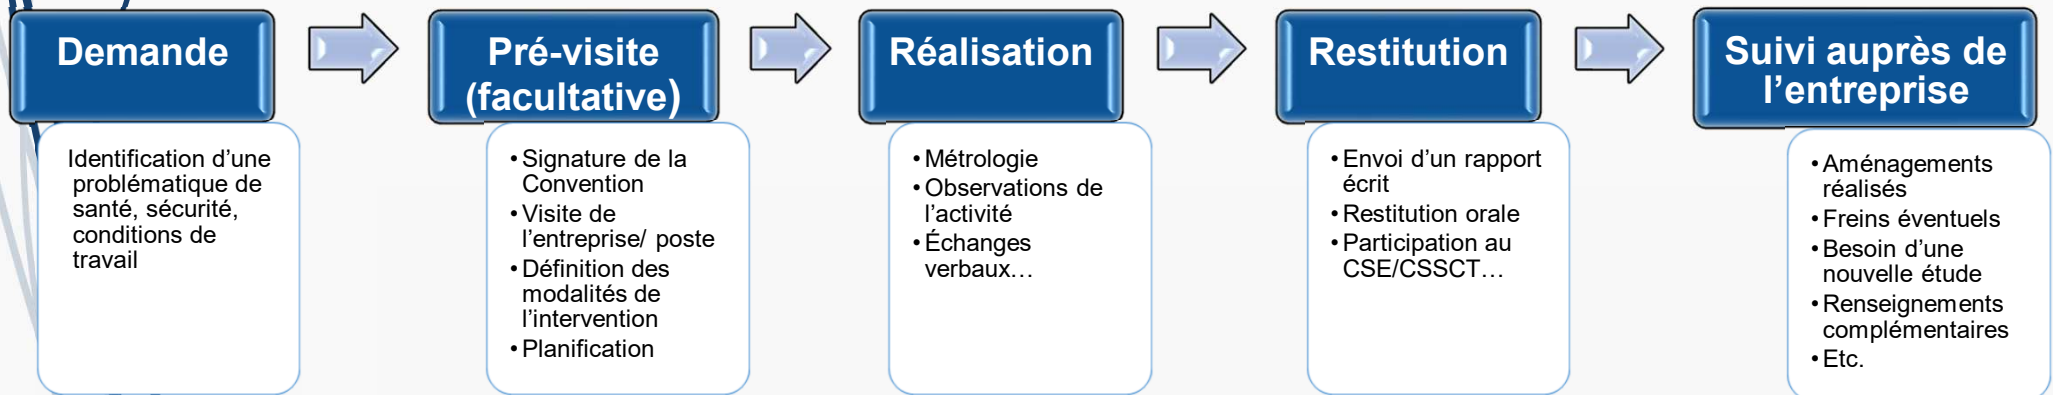 Demande
Identification d’une
problématique de
santé, sécurité,
conditions de
travail
Pré-visite
(facultative)
• Signature de la
Convention
• Visite de
l’entreprise/ poste
• Définition des
modalités de
l’intervention
• Planification
Réalisation
• Métrologie
• Observations de
l’activité
• Échanges
verbaux…
Restitution
• Envoi d’un rapport
écrit
• Restitution orale
• Participation au
CSE/CSSCT…
Suivi auprès de
l’entreprise
• Aménagements
réalisés
• Freins éventuels
• Besoin d’une
nouvelle étude
• Renseignements
complémentaires
• Etc.